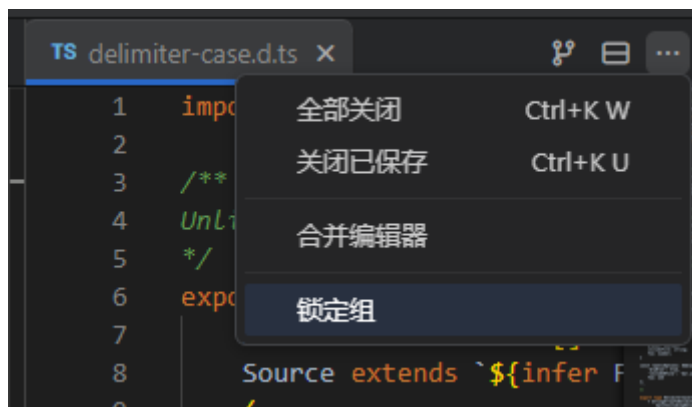 TS delimiter-case.d.ts
1 impo
全部关闭 Ctrl+K W
2
关闭已保存 Ctrl+K U
3 /**
4 Unli
合并编辑器
5 */
6 expo
锁定组
7
8 Source extends `${infer F